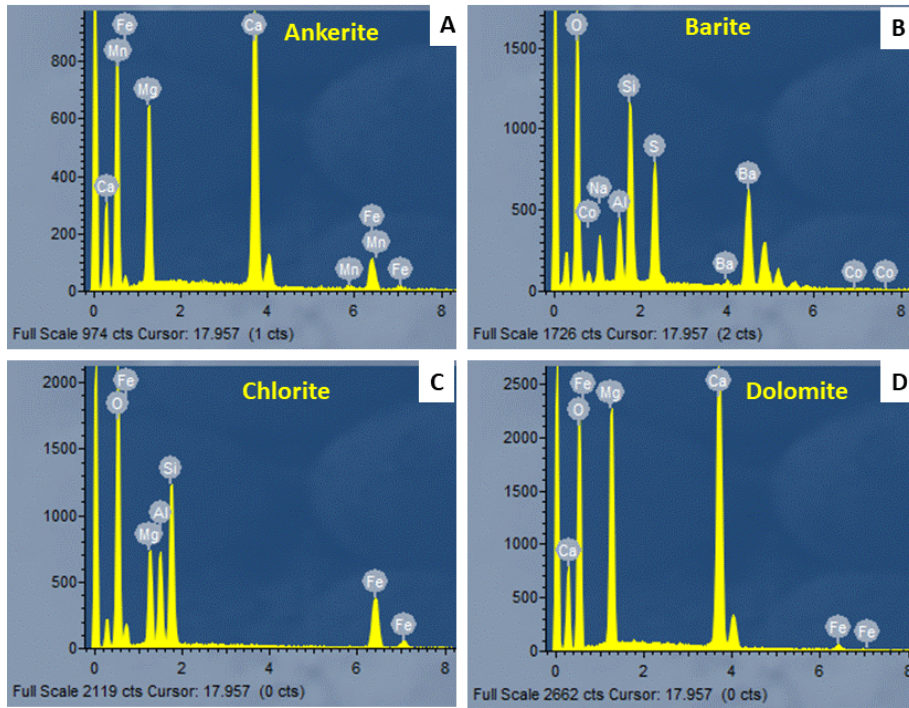 Ankerite
A
Fe
Ca
Mn
Mg
Ca
Fe
Mn
Mn
Fe
800
600
400
200
0
0 2 4 6 8
Full Scale 974 cts Cursor: 17.957 (1 cts)
Barite
B
O
Si
S
Na
Ba
Co
Al
Ba
Co
Co
1500
1000
500
0
0 2 4 6 8
Full Scale 1726 cts Cursor: 17.957 (2 cts)
Chlorite
C
Fe
O
Si
Al
Mg
Fe
Fe
2000
1500
1000
500
0
0 2 4 6 8
Full Scale 2119 cts Cursor: 17.957 (0 cts)
Dolomite
D
Fe
Mg
Ca
O
Ca
Fe
Fe
2500
2000
1500
1000
500
0
0 2 4 6 8
Full Scale 2662 cts Cursor: 17.957 (0 cts)